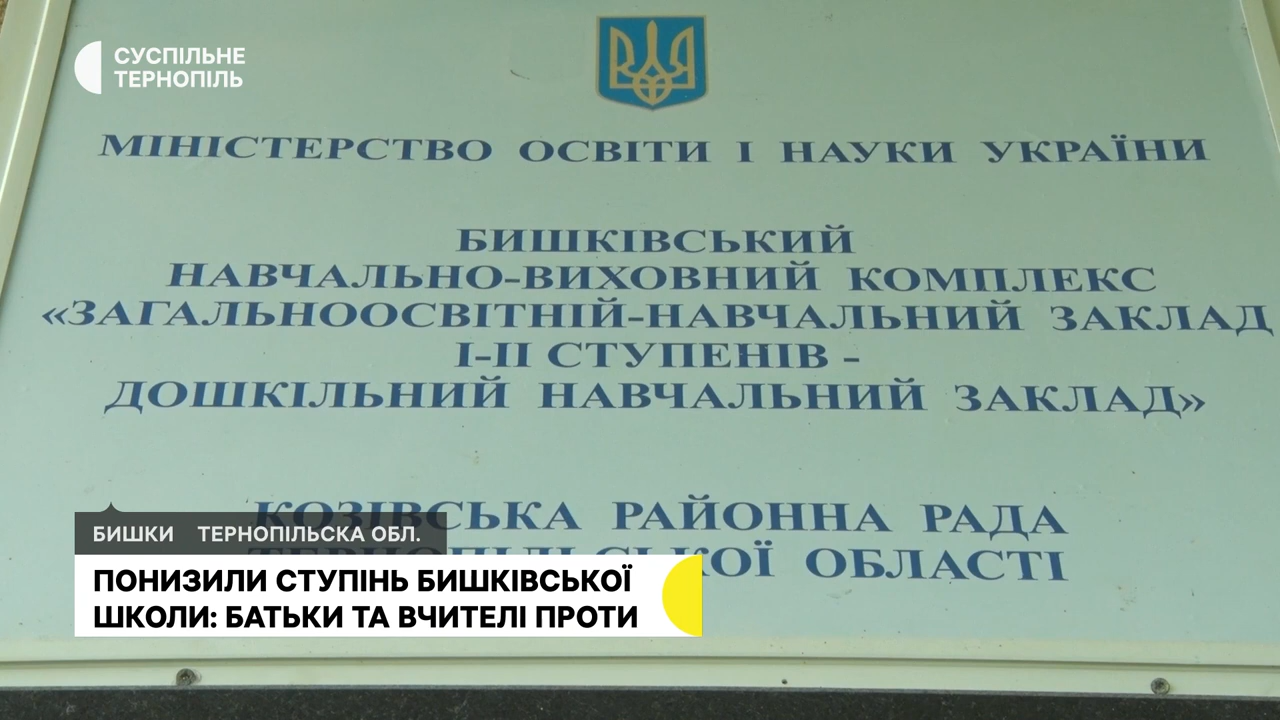 СУСПІЛЬНЕ
ТЕРНОПІЛЬ
МІНІСТЕРСТВО ОСВІТИ І НАУКИ УКРАЇНИ
БИШКІВСЬКИЙ
НАВЧАЛЬНО-ВИХОВНИЙ КОМПЛЕКС
«ЗАГАЛЬНООСВІТНІЙ-НАВЧАЛЬНИЙ ЗАКЛАД
І-ІІ СТУПЕНІВ -
ДОШКІЛЬНИЙ НАВЧАЛЬНИЙ ЗАКЛАД»
КОЗІВСЬКА РАЙОННА РАДА
ТЕРНОПІЛЬСЬКОЇ ОБЛАСТІ
БИШКИ ТЕРНОПІЛЬСКА ОБЛ.
ПОНИЗИЛИ СТУПІНЬ БИШКІВСЬКОЇ
ШКОЛИ: БАТЬКИ ТА ВЧИТЕЛІ ПРОТИ